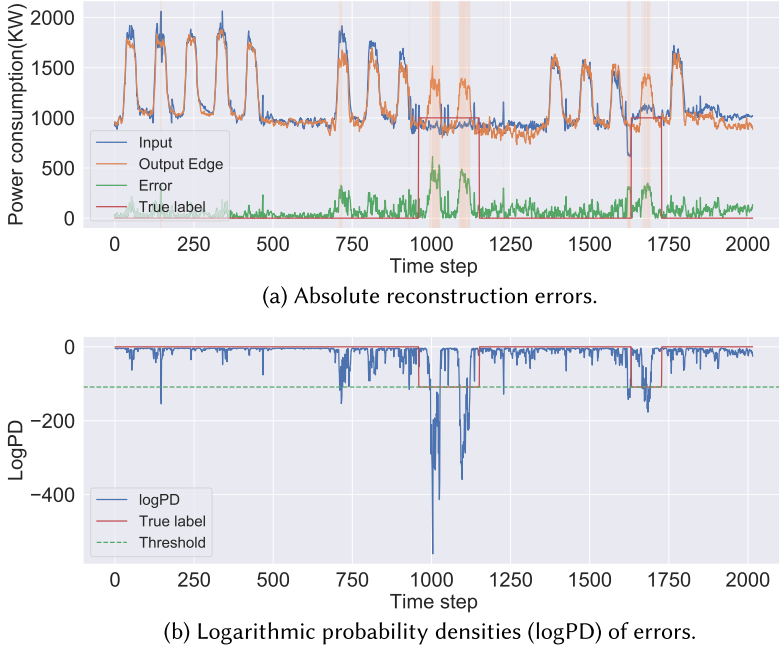 2000
1500
1000
500
0
Power consumption(KW)
Input
Output Edge
Error
True label
0 250 500 750 1000 1250 1500 1750 2000
Time step
(a) Absolute reconstruction errors.
0
−200
−400
LogPD
logPD
True label
Threshold
0 250 500 750 1000 1250 1500 1750 2000
Time step
(b) Logarithmic probability densities (logPD) of errors.